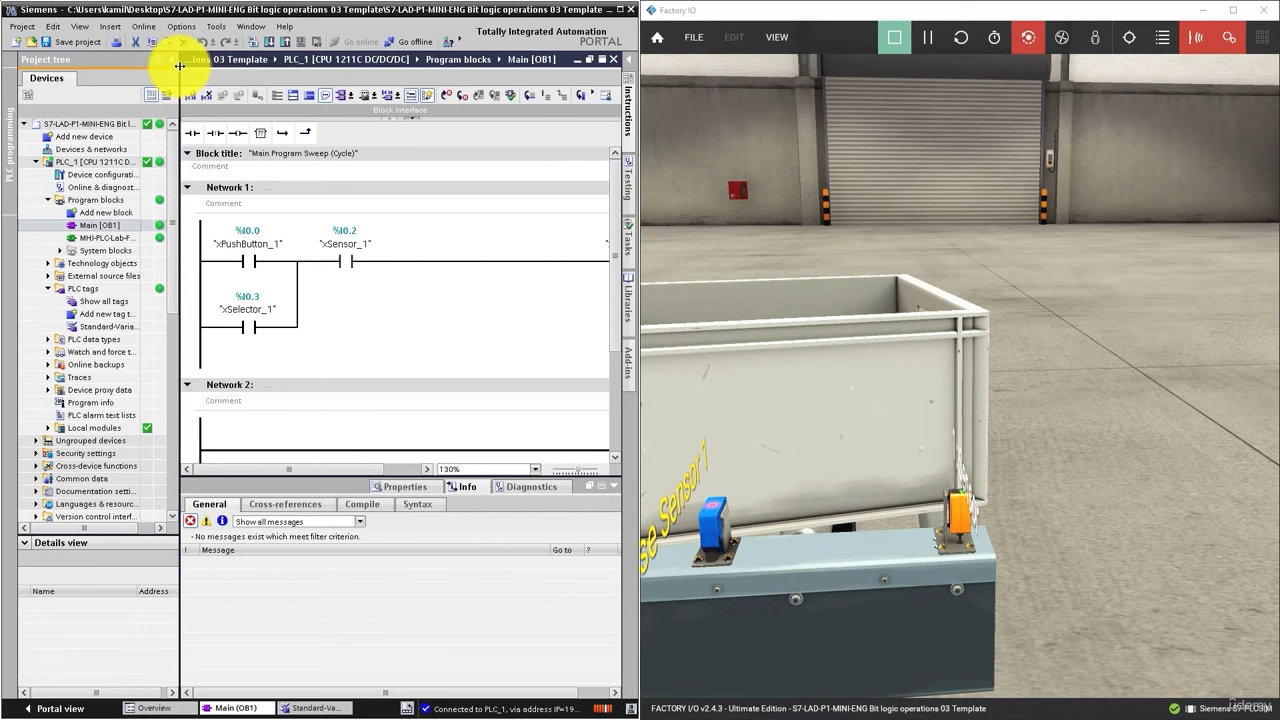 Siemens - C:\Users\kamil\Desktop\S7-LAD-P1-MINI-ENG Bit logic operations 03 Template\S7-LAD-P1-MINI-ENG Bit logic operations 03 Template
Project Edit View Insert Online Options Tools Window Help
Save project
Go online
Go offline
Totally Integrated Automation
PORTAL
Project tree
...ions 03 Template PLC_1 [CPU 1211C DC/DC/DC] Program blocks Main [OB1]
Devices
PLC programming
S7-LAD-P1-MINI-ENG Bit l...
Add new device
Devices & networks
PLC_1 [CPU 1211C D...
Device configurati...
Online & diagnost...
Program blocks
Add new block
Main [OB1]
MHJ-PLC-Lab-F...
System blocks
Technology objects
External source files
PLC tags
Show all tags
Add new tag t...
Standard-Varia...
PLC data types
Watch and force t...
Online backups
Traces
Device proxy data
Program info
PLC alarm text lists
Local modules
Ungrouped devices
Security settings
Cross-device functions
Common data
Documentation setti...
Languages & resourc...
Version control interf...
Details view
Name Address
Block interface
Block title: "Main Program Sweep (Cycle)"
Comment
Network 1:
Comment
%I0.0
"xPushButton_1"
%I0.2
"xSensor_1"
%I0.3
"xSelector_1"
Network 2:
Comment
130%
Properties Info Diagnostics
General Cross-references Compile Syntax
Show all messages
- No messages exist which meet filter criterion.
! Message Go to ?
Instructions
Testing
Tasks
Libraries
Add-ins
Portal view
Overview
Main (OB1)
Standard-Va...
Connected to PLC_1, via address IP=19...
Factory IO
FILE EDIT VIEW
se Sensor 1
FACTORY I/O v2.4.3 - Ultimate Edition - S7-LAD-P1-MINI-ENG Bit logic operations 03 Template
Siemens S7-PLCSIM
udemy